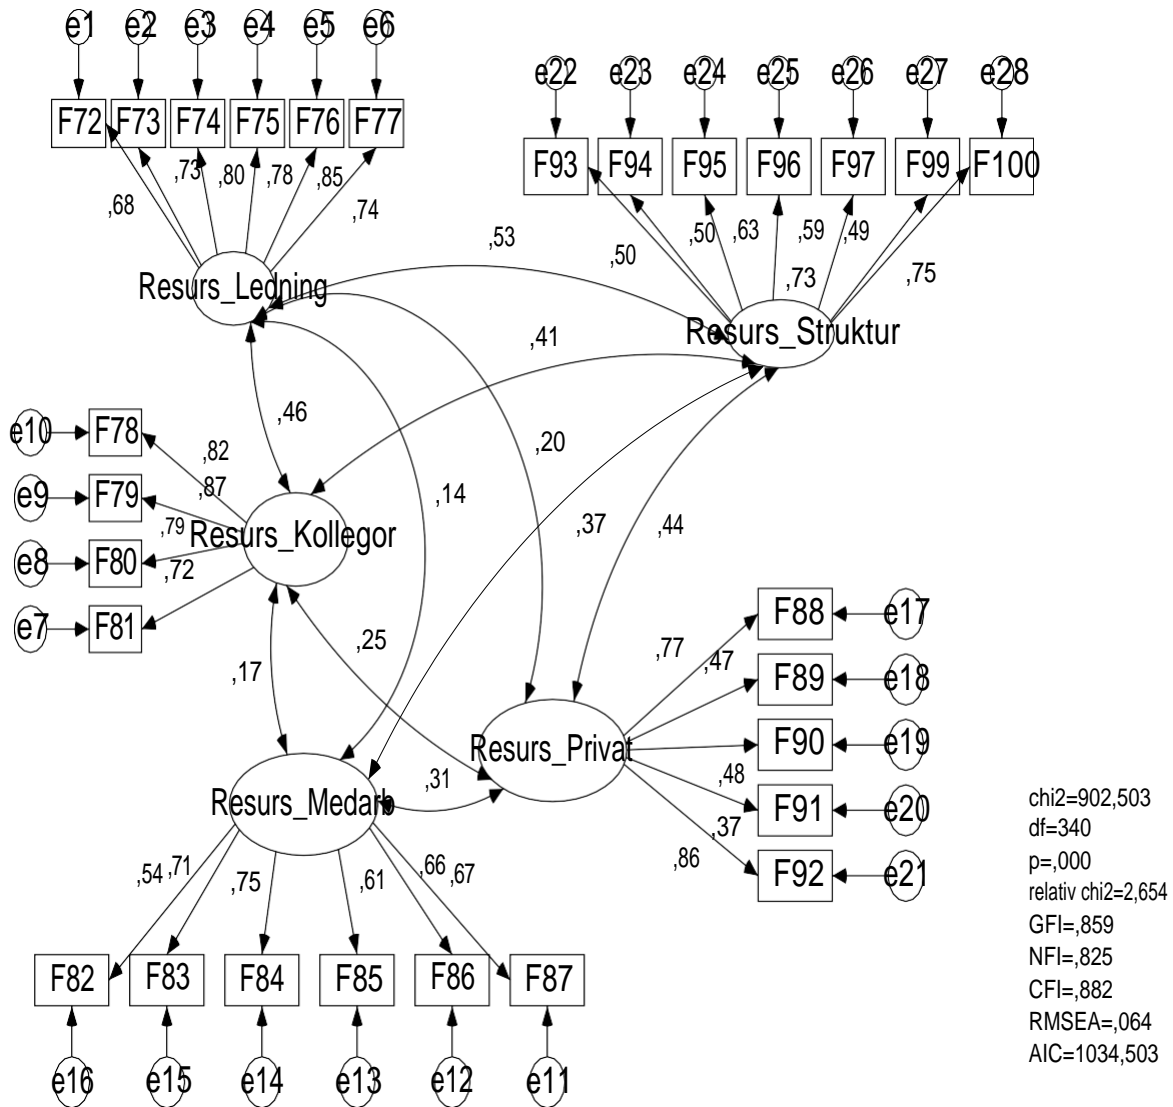 e1 e2 e3 e4 e5 e6
F72 F73 F74 F75 F76 F77
,68 ,73 ,80 ,78 ,85 ,74
Resurs_Ledning
e22 e23 e24 e25 e26 e27 e28
F93 F94 F95 F96 F97 F99 F100
,50 ,50 ,63 ,73 ,59 ,49 ,75
Resurs_Struktur
,53
,41
,46
,20
,14
,37
,44
e10 F78 ,82
e9 F79 ,87
e8 F80 ,79
e7 F81 ,72
Resurs_Kollegor
,25
,17
,31
Resurs_Privat
,77 F88 e17
,47 F89 e18
F90 e19
,48 F91 e20
,37
,86 F92 e21
Resurs_Medarb
,54 ,71 ,75 ,61 ,66 ,67
F82 F83 F84 F85 F86 F87
e16 e15 e14 e13 e12 e11
chi2=902,503
df=340
p=,000
relativ chi2=2,654
GFI=,859
NFI=,825
CFI=,882
RMSEA=,064
AIC=1034,503